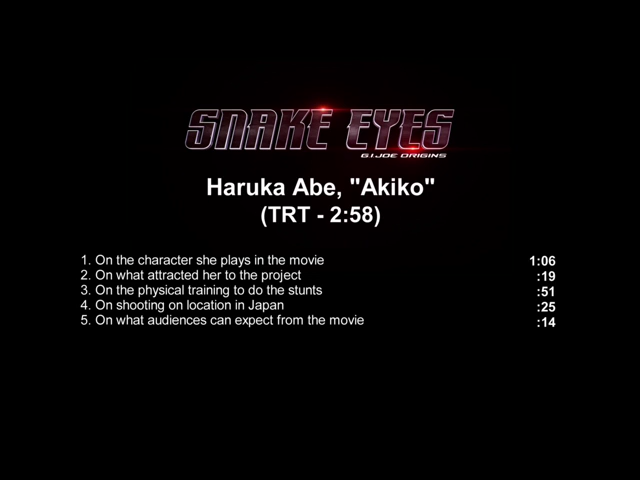 SNAKE EYES
G.I.JOE ORIGINS
Haruka Abe, "Akiko"
(TRT - 2:58)
1. On the character she plays in the movie 1:06
2. On what attracted her to the project :19
3. On the physical training to do the stunts :51
4. On shooting on location in Japan :25
5. On what audiences can expect from the movie :14